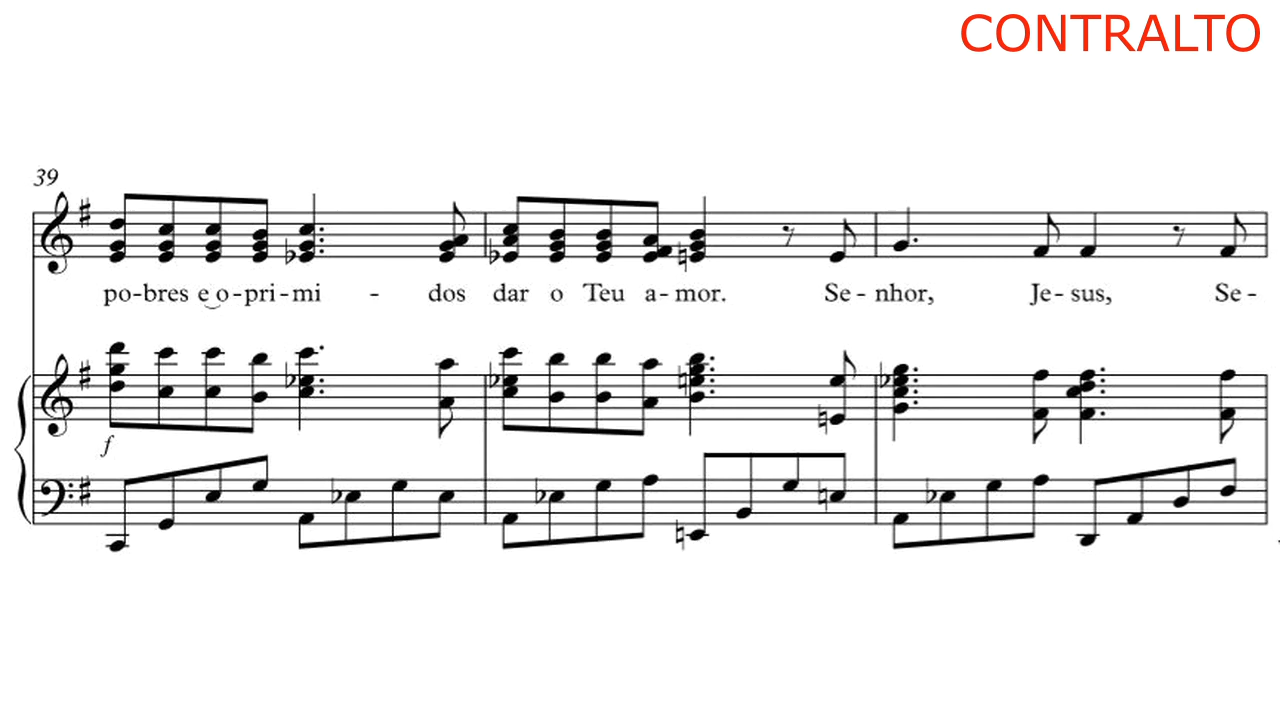 CONTRALTO
39
po-bres e o-pri-mi - dos dar o Teu a-mor. Se-nhor, Je-sus, Se-
f